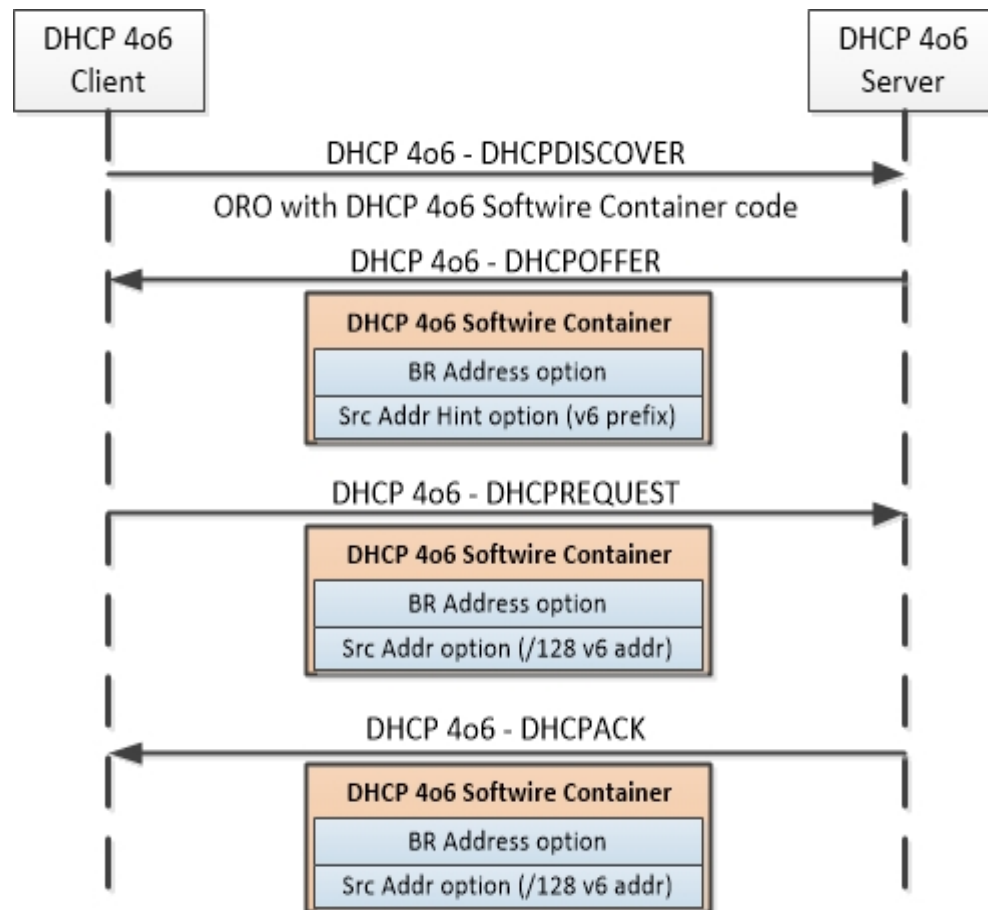 DHCP 4o6
Client
DHCP 4o6
Server
DHCP 4o6 - DHCPDISCOVER
ORO with DHCP 4o6 Softwire Container code
DHCP 4o6 - DHCPOFFER
DHCP 4o6 Softwire Container
BR Address option
Src Addr Hint option (v6 prefix)
DHCP 4o6 - DHCPREQUEST
DHCP 4o6 Softwire Container
BR Address option
Src Addr option (/128 v6 addr)
DHCP 4o6 - DHCPACK
DHCP 4o6 Softwire Container
BR Address option
Src Addr option (/128 v6 addr)